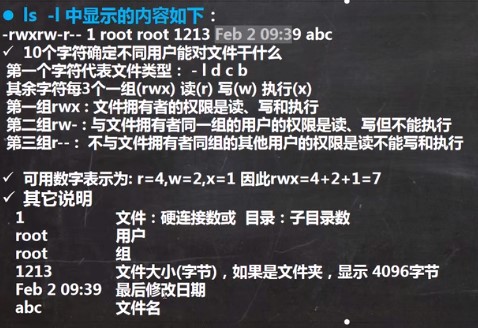 ● ls -l 中显示的内容如下：
-rwxrw-r-- 1 root root 1213 Feb 2 09:39 abc
✓ 10个字符确定不同用户能对文件干什么
第一个字符代表文件类型： - l d c b
其余字符每3个一组(rwx) 读(r) 写(w) 执行(x)
第一组rwx : 文件拥有者的权限是读、写和执行
第二组rw- : 与文件拥有者同一组的用户的权限是读、写但不能执行
第三组r-- : 不与文件拥有者同组的其他用户的权限是读不能写和执行
✓ 可用数字表示为: r=4,w=2,x=1 因此rwx=4+2+1=7
✓ 其它说明
1 文件：硬连接数或 目录：子目录数
root 用户
root 组
1213 文件大小(字节)，如果是文件夹，显示 4096字节
Feb 2 09:39 最后修改日期
abc 文件名